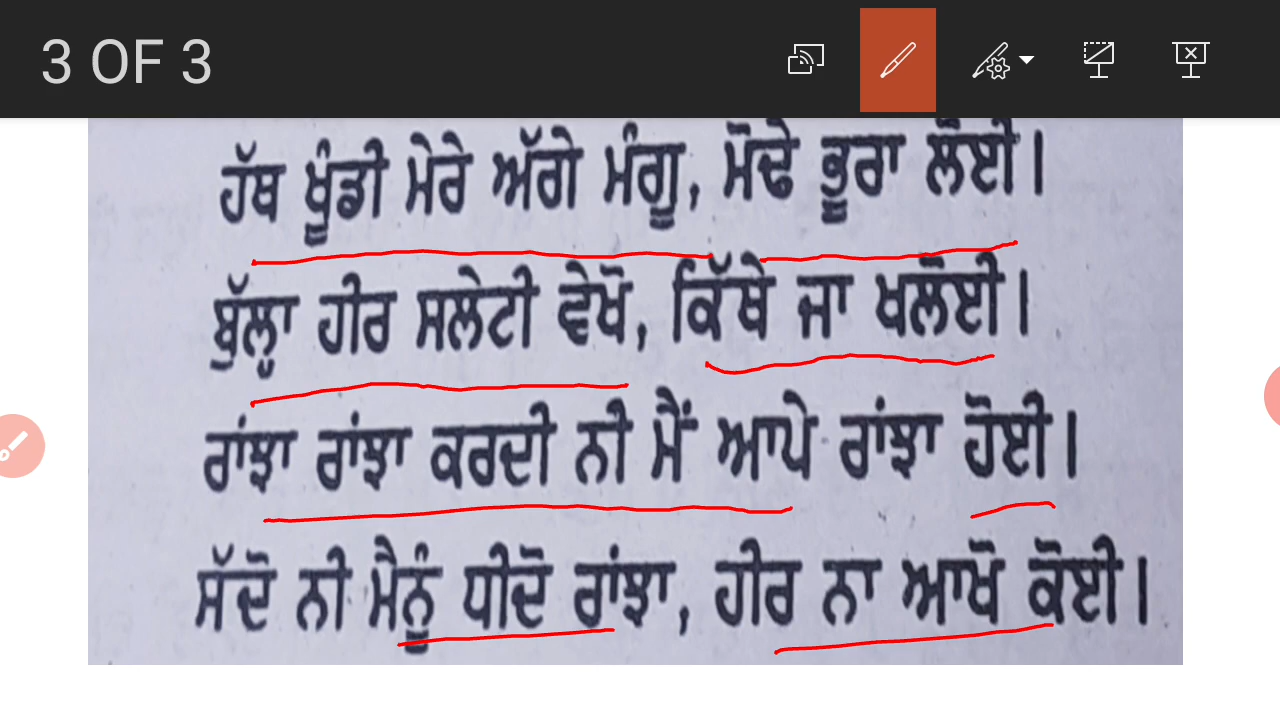 3 OF 3
ਹੱਥ ਖੂੰਡੀ ਮੇਰੇ ਅੱਗੇ ਮੰਗੂ, ਮੋਢੇ ਭੂਰਾ ਲੋਈ।
ਬੁੱਲ੍ਹਾ ਹੀਰ ਸਲੇਟੀ ਵੇਖੋ, ਕਿੱਥੇ ਜਾ ਖਲੋਈ।
ਰਾਂਝਾ ਰਾਂਝਾ ਕਰਦੀ ਨੀ ਮੈਂ ਆਪੇ ਰਾਂਝਾ ਹੋਈ।
ਸੱਦੋ ਨੀ ਮੈਨੂੰ ਧੀਦੋ ਰਾਂਝਾ, ਹੀਰ ਨਾ ਆਖੋ ਕੋਈ।